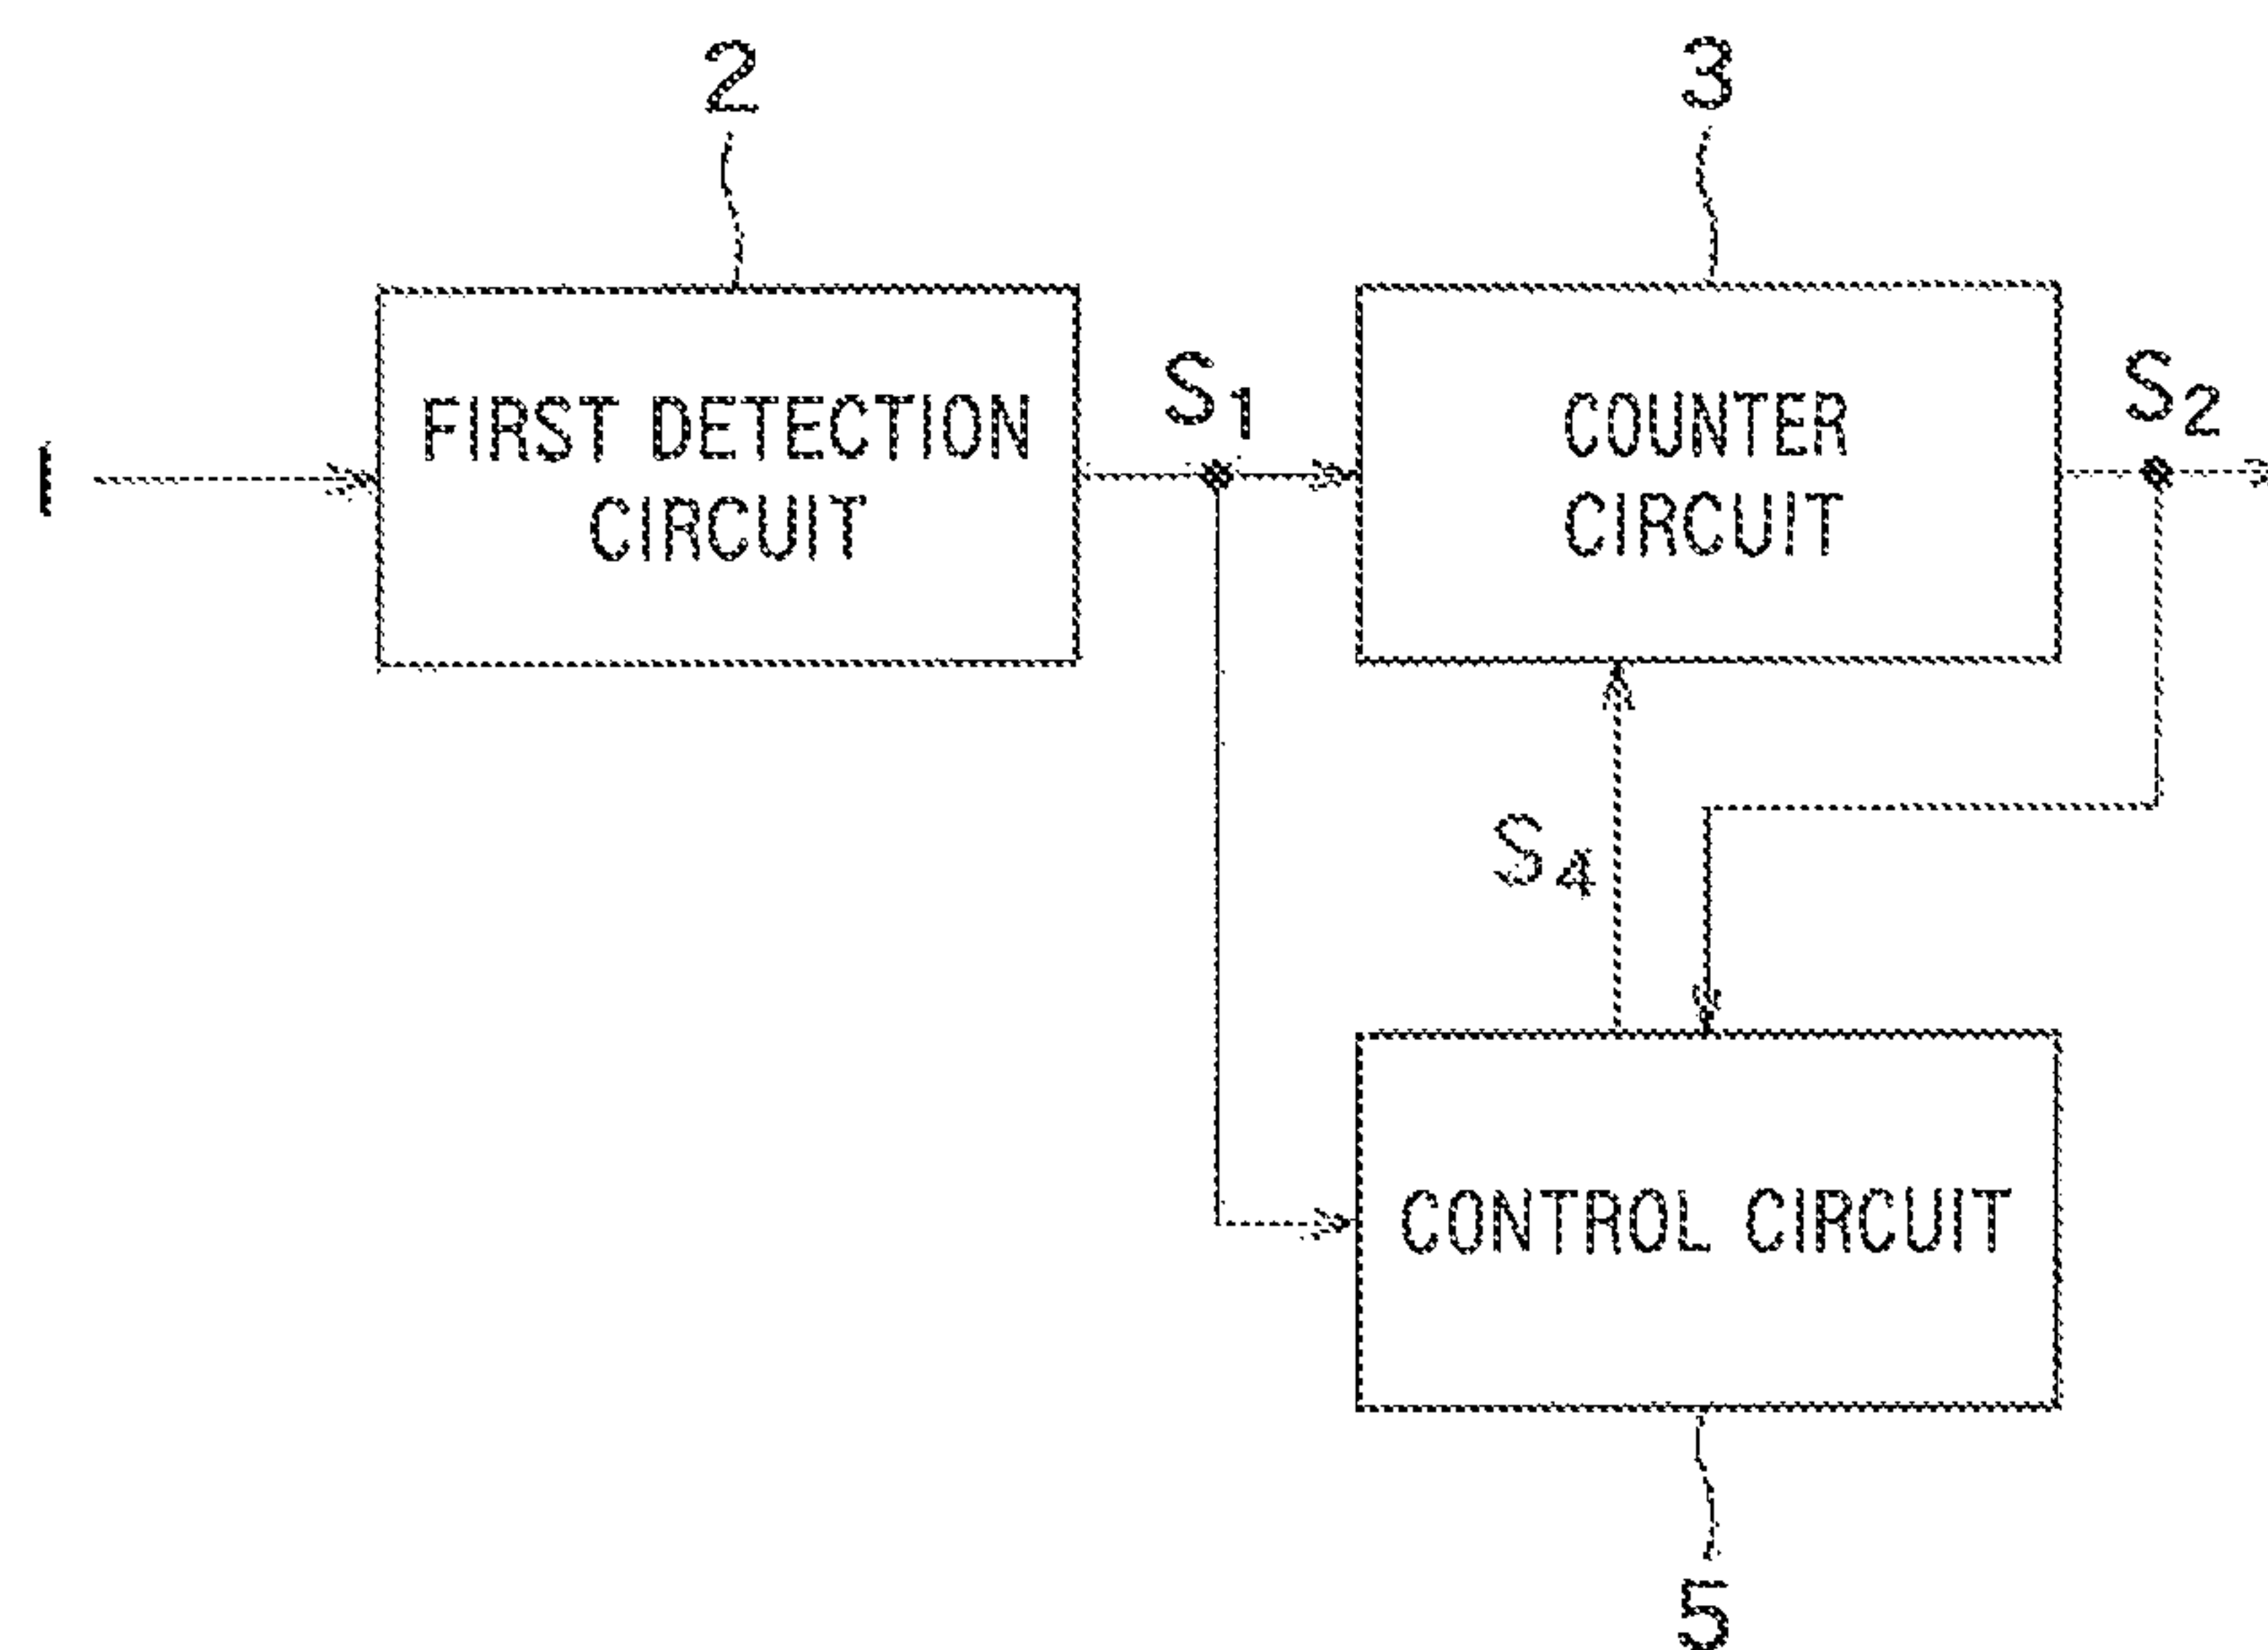 2
3
FIRST DETECTION
CIRCUIT
S1
COUNTER
CIRCUIT
S2
I
S4
CONTROL CIRCUIT
5